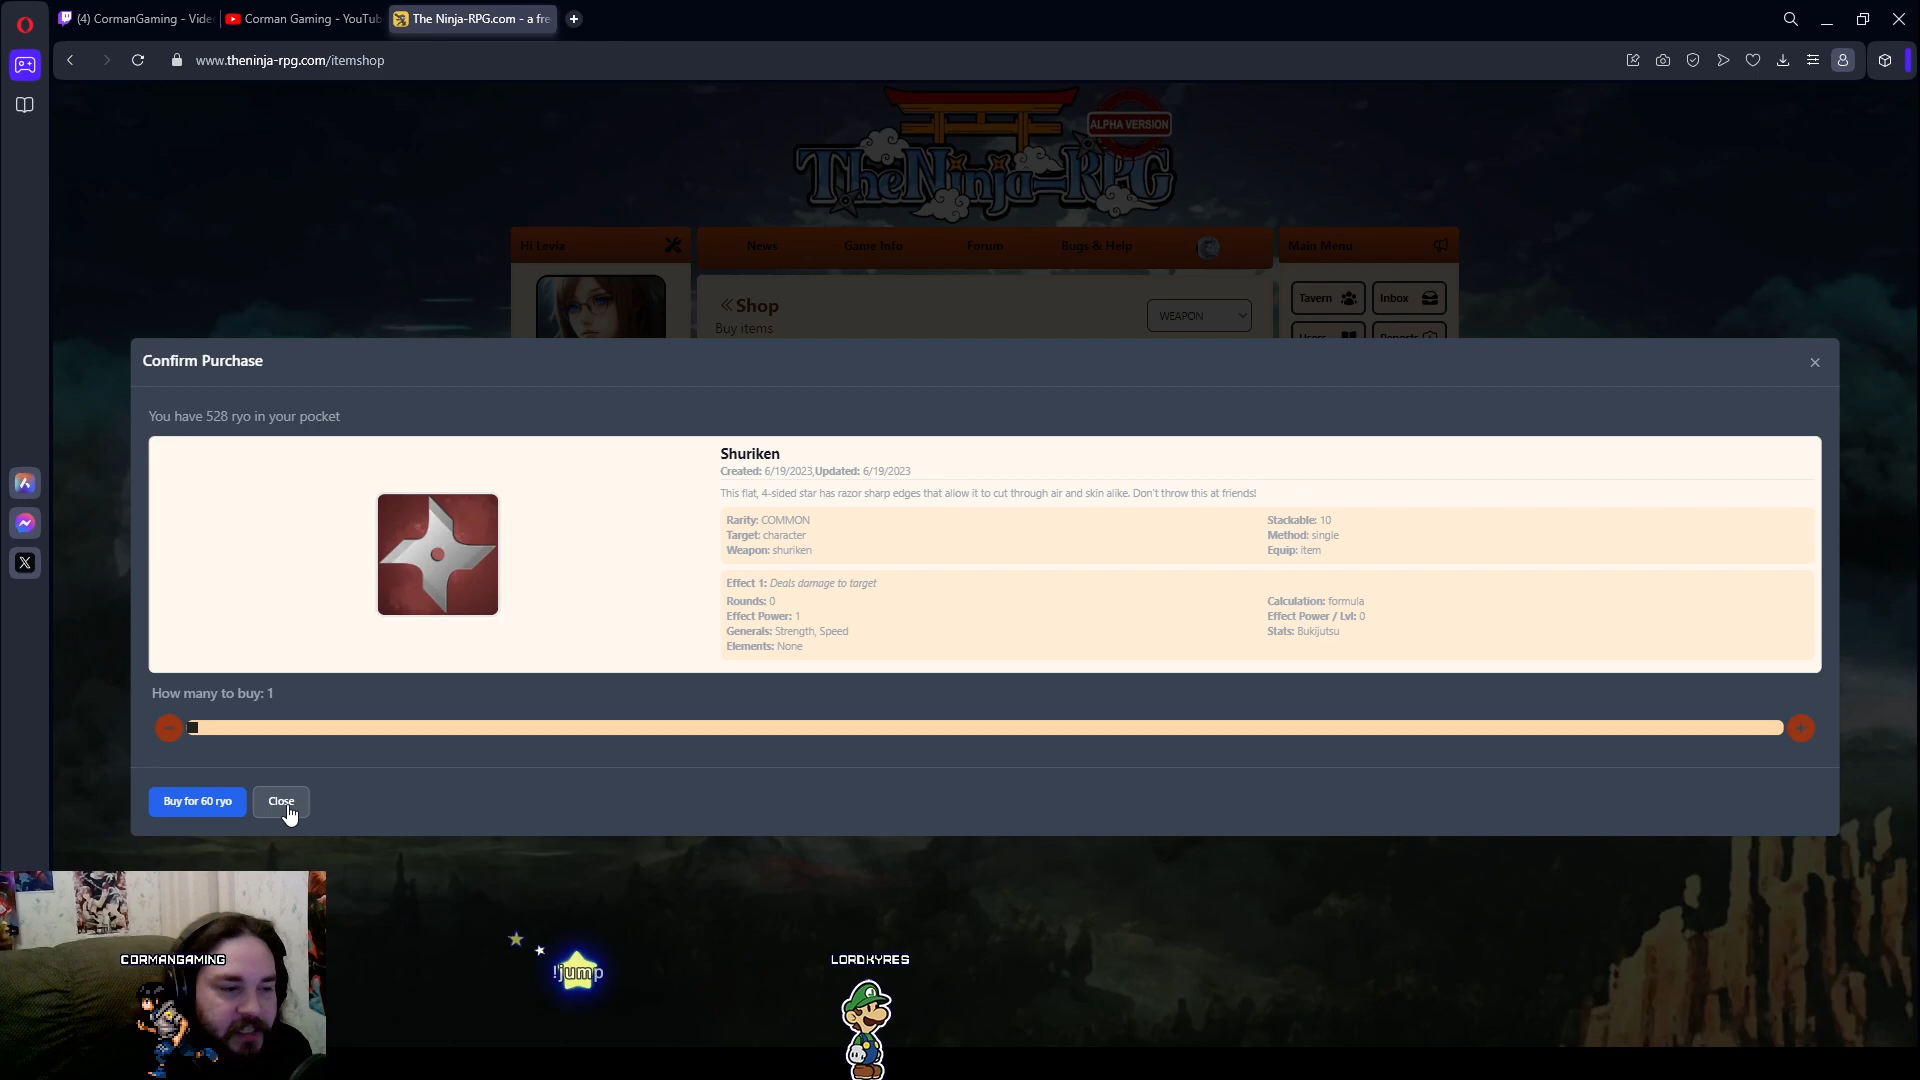 (4) CormanGaming - Vide
Corman Gaming - YouTub
The Ninja-RPG.com - a fre
www.theninja-rpg.com/itemshop
ALPHA VERSION
TheNinja-RPG
Hi Levia
News
Game Info
Forum
Bugs & Help
Main Menu
Shop
Buy items
WEAPON
Tavern
Inbox
Users
Reports
Confirm Purchase
You have 528 ryo in your pocket
Shuriken
Created: 6/19/2023,Updated: 6/19/2023
This flat, 4-sided star has razor sharp edges that allow it to cut through air and skin alike. Don't throw this at friends!
Rarity: COMMON
Stackable: 10
Target: character
Method: single
Weapon: shuriken
Equip: item
Effect 1: Deals damage to target
Rounds: 0
Calculation: formula
Effect Power: 1
Effect Power / Lvl: 0
Generals: Strength, Speed
Stats: Bukijutsu
Elements: None
How many to buy: 1
Buy for 60 ryo
Close
CORMANGAMING
!jump
LORDKYRES